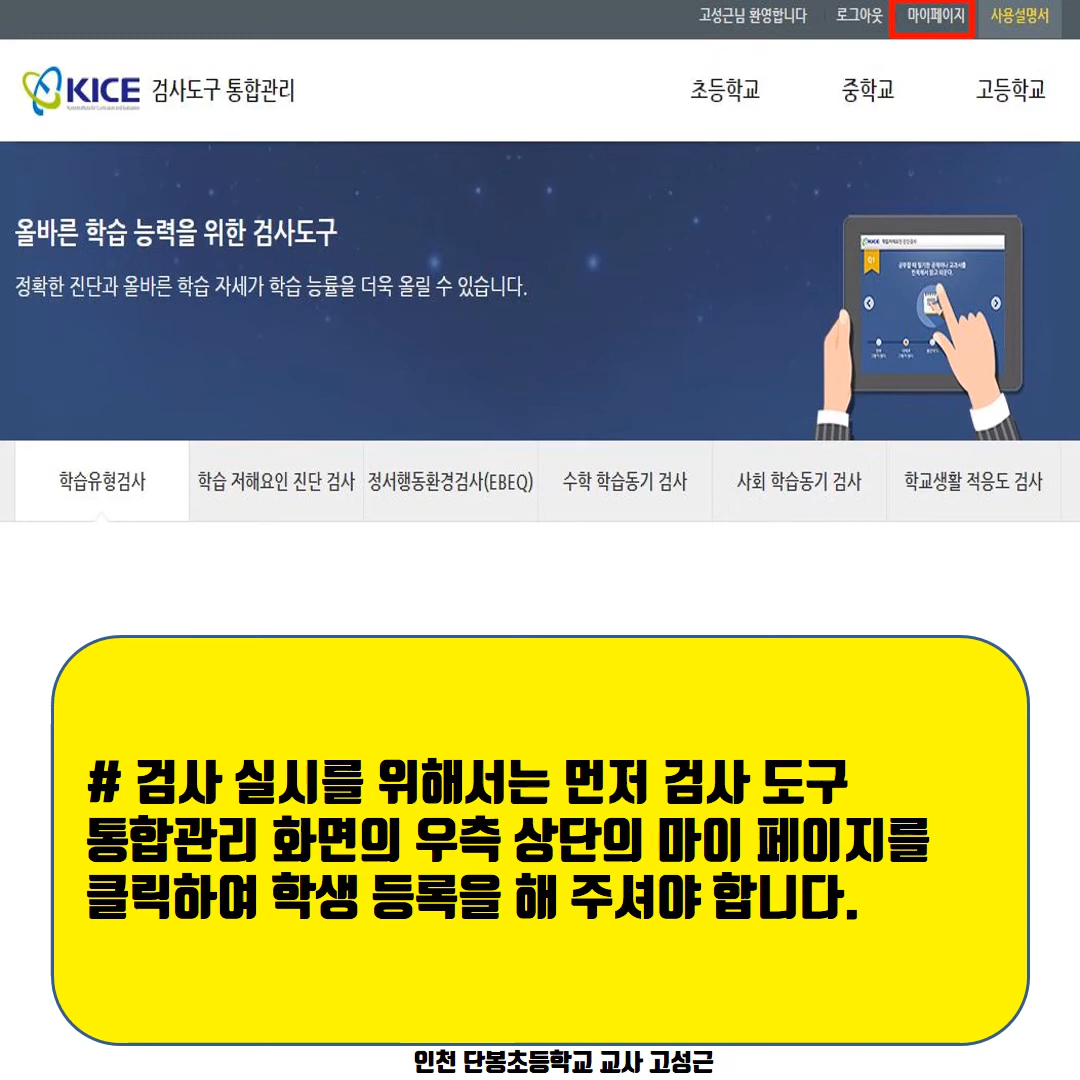 고성근님 환영합니다 로그아웃 마이페이지 사용설명서
KICE 검사도구 통합관리
초등학교 중학교 고등학교
올바른 학습 능력을 위한 검사도구
정확한 진단과 올바른 학습 자세가 학습 능률을 더욱 올릴 수 있습니다.
KICE
01
학습유형검사 학습 저해요인 진단 검사 정서행동환경검사(EBEQ) 수학 학습동기 검사 사회 학습동기 검사 학교생활 적응도 검사
# 검사 실시를 위해서는 먼저 검사 도구
통합관리 화면의 우측 상단의 마이 페이지를
클릭하여 학생 등록을 해 주셔야 합니다.
인천 단봉초등학교 교사 고성근